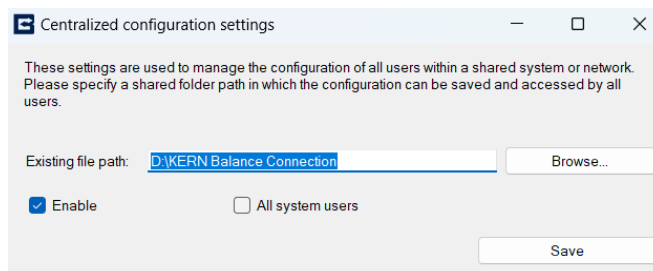 Centralized configuration settings
These settings are used to manage the configuration of all users within a shared system or network.
Please specify a shared folder path in which the configuration can be saved and accessed by all
users.
Existing file path: D:\KERN Balance Connection Browse...
Enable All system users
Save